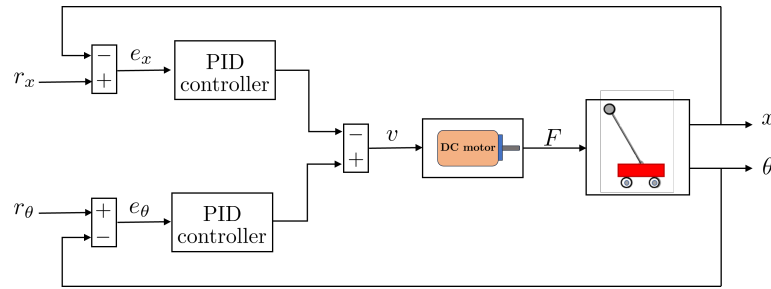 −
r_x
+
e_x
PID
controller
−
+
v
DC motor
F
x
θ
r_θ
+
−
e_θ
PID
controller